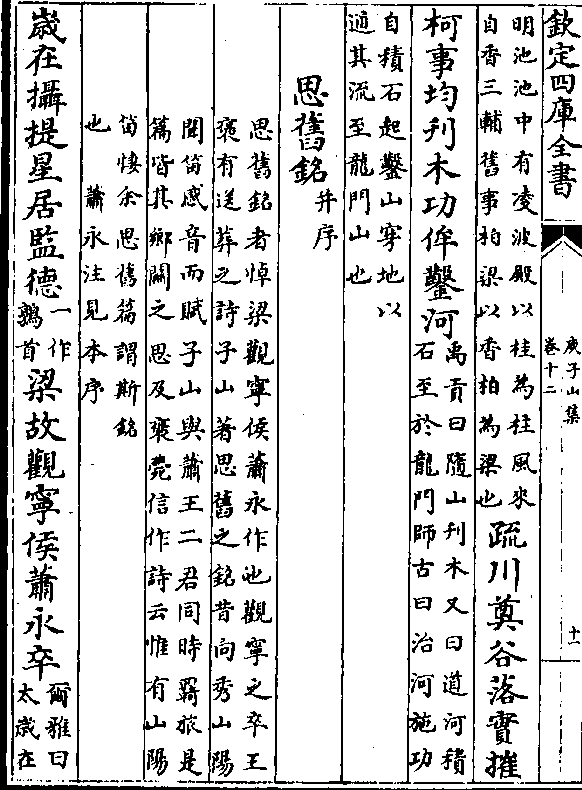 欽定四庫全書
庾子山集
卷十二
十一
明池池中有凌波殿以桂為柱風來
自香三輔舊事柏梁以香柏為梁也
疏川奠谷落實摧
柯事均刋木功侔鑿河
禹貢曰隨山刋木又曰道河積
石至於龍門師古曰治河施功
自積石起鑿山穿地以
通其流至龍門山也
思舊銘
并序
思舊銘者悼梁觀寧侯蕭永作也觀寧之卒王
褒有送葬之詩子山著思舊之銘昔向秀山陽
聞笛感音而賦子山與蕭王二君同時羇旅是
篇皆其鄉關之思及褒薨信作詩云惟有山陽
笛悽余思舊篇謂斯銘
也 蕭永注見本序
歲在攝提星居監德
一作
鶉首
梁故觀寧侯蕭永卒
爾雅曰
太歲在